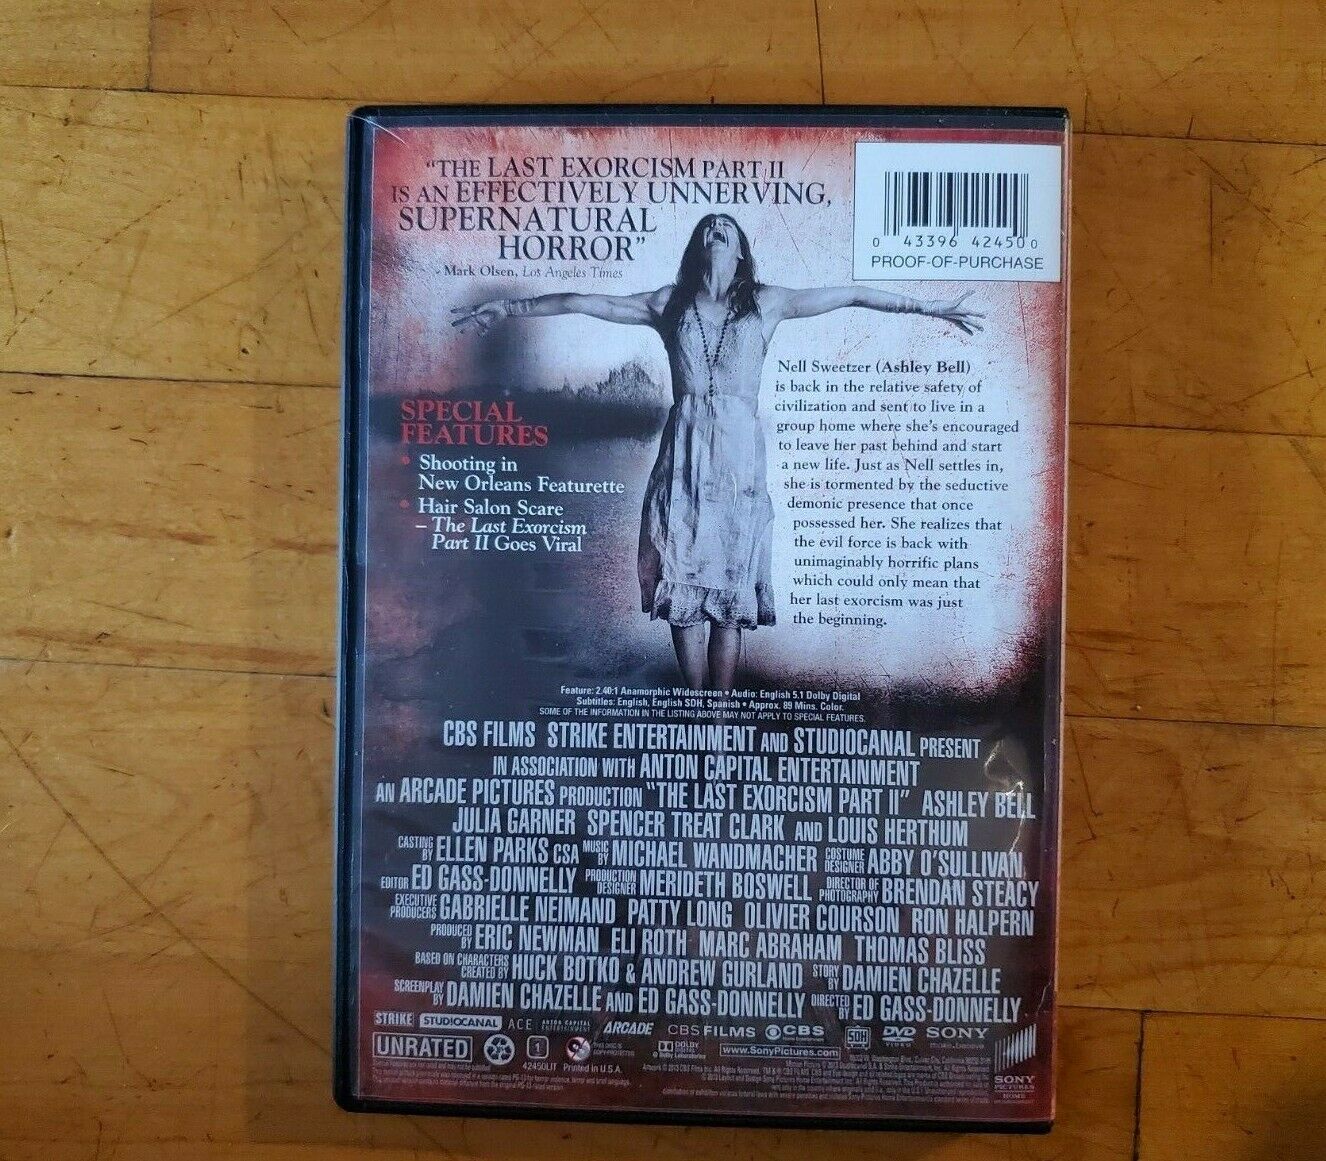 "THE LAST EXORCISM PART II
IS AN EFFECTIVELY UNNERVING,
SUPERNATURAL
HORROR"
- Mark Olsen, Los Angeles Times
0 43396 42450 0
PROOF-OF-PURCHASE
Nell Sweetzer (Ashley Bell)
is back in the relative safety of
civilization and sent to live in a
group home where she's encouraged
to leave her past behind and start
a new life. Just as Nell settles in,
she is tormented by the seductive
demonic presence that once
possessed her. She realizes that
the evil force is back with
unimaginably horrific plans
which could only mean that
her last exorcism was just
the beginning.
SPECIAL
FEATURES
• Shooting in
New Orleans Featurette
• Hair Salon Scare
– The Last Exorcism
Part II Goes Viral
Feature: 2.40:1 Anamorphic Widescreen • Audio: English 5.1 Dolby Digital
Subtitles: English, English SDH, Spanish • Approx. 89 Mins. Color.
SOME OF THE INFORMATION IN THE LISTING ABOVE MAY NOT APPLY TO SPECIAL FEATURES.
CBS FILMS STRIKE ENTERTAINMENT AND STUDIOCANAL PRESENT
IN ASSOCIATION WITH ANTON CAPITAL ENTERTAINMENT
AN ARCADE PICTURES PRODUCTION "THE LAST EXORCISM PART II" ASHLEY BELL
JULIA GARNER SPENCER TREAT CLARK AND LOUIS HERTHUM
CASTING BY ELLEN PARKS CSA MUSIC BY MICHAEL WANDMACHER COSTUME DESIGNER ABBY O'SULLIVAN
EDITOR ED GASS-DONNELLY PRODUCTION DESIGNER MERIDETH BOSWELL DIRECTOR OF PHOTOGRAPHY BRENDAN STEACY
EXECUTIVE PRODUCERS GABRIELLE NEIMAND PATTY LONG OLIVIER COURSON RON HALPERN
PRODUCED BY ERIC NEWMAN ELI ROTH MARC ABRAHAM THOMAS BLISS
BASED ON CHARACTERS CREATED BY HUCK BOTKO & ANDREW GURLAND STORY BY DAMIEN CHAZELLE
SCREENPLAY BY DAMIEN CHAZELLE AND ED GASS-DONNELLY DIRECTED BY ED GASS-DONNELLY
STRIKE STUDIOCANAL ACE ANTON CAPITAL ENTERTAINMENT ARCADE CBS FILMS CBS SDH DVD VIDEO SONY
UNRATED 1 DOLBY DIGITAL www.SonyPictures.com
42450LIT Printed in U.S.A.
SONY
PICTURES
HOME